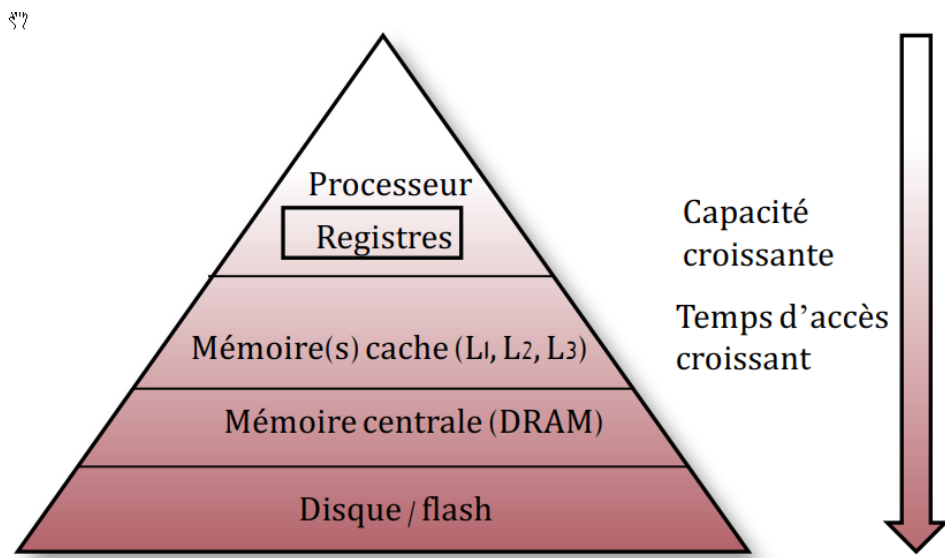 Processeur
Registres
Capacité
croissante
Temps d'accès
croissant
Mémoire(s) cache (L1, L2, L3)
Mémoire centrale (DRAM)
Disque / flash